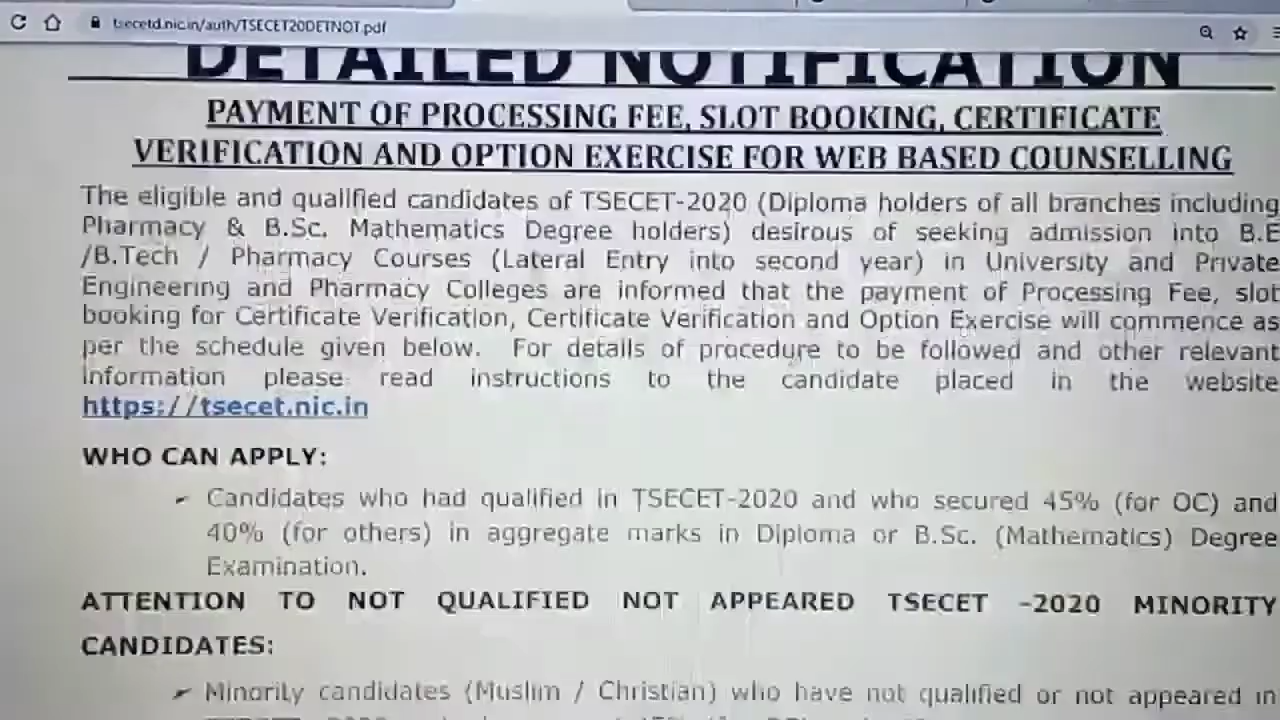 tsecetd.nic.in/auth/TSECET20DETNOT.pdf
DETAILED NOTIFICATION
PAYMENT OF PROCESSING FEE, SLOT BOOKING, CERTIFICATE
VERIFICATION AND OPTION EXERCISE FOR WEB BASED COUNSELLING
The eligible and qualified candidates of TSECET-2020 (Diploma holders of all branches including
Pharmacy & B.Sc. Mathematics Degree holders) desirous of seeking admission into B.E
/B.Tech / Pharmacy Courses (Lateral Entry into second year) in University and Private
Engineering and Pharmacy Colleges are informed that the payment of Processing Fee, slot
booking for Certificate Verification, Certificate Verification and Option Exercise will commence as
per the schedule given below. For details of procedure to be followed and other relevant
information please read instructions to the candidate placed in the website
https://tsecet.nic.in
WHO CAN APPLY:
Candidates who had qualified in TSECET-2020 and who secured 45% (for OC) and
40% (for others) in aggregate marks in Diploma or B.Sc. (Mathematics) Degree
Examination.
ATTENTION TO NOT QUALIFIED NOT APPEARED TSECET -2020 MINORITY
CANDIDATES:
Minority candidates (Muslim / Christian) who have not qualified or not appeared in